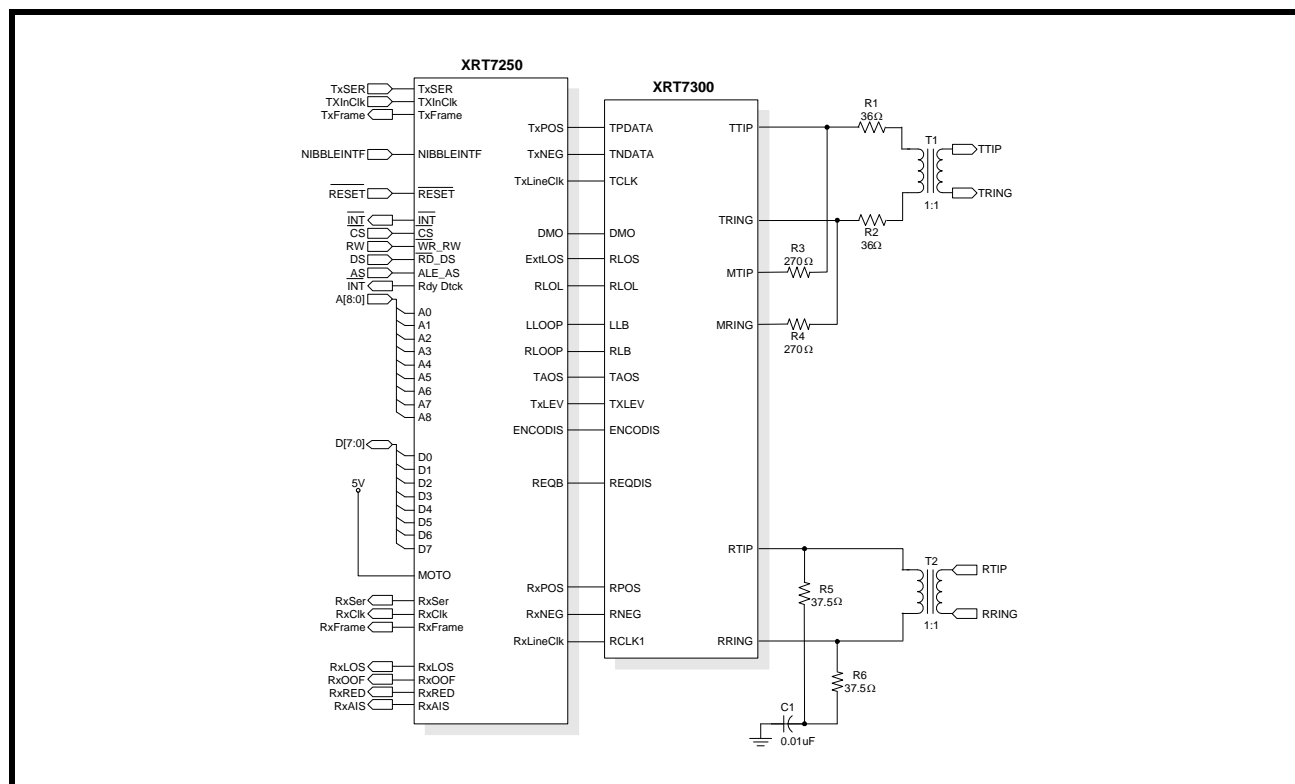 XRT7250
XRT7300
TxSER TxSER
TXInClk TXInClk
TxFrame TxFrame
NIBBLEINTF NIBBLEINTF
RESET RESET
INT INT
CS CS
RW WR_RW
DS RD_DS
AS ALE_AS
INT Rdy Dtck
A[8:0]
A0
A1
A2
A3
A4
A5
A6
A7
A8
D[7:0]
D0
D1
D2
D3
D4
D5
D6
D7
5V
MOTO
RxSer RxSer
RxClk RxClk
RxFrame RxFrame
RxLOS RxLOS
RxOOF RxOOF
RxRED RxRED
RxAIS RxAIS
TxPOS TPDATA
TxNEG TNDATA
TxLineClk TCLK
DMO DMO
ExtLOS RLOS
RLOL RLOL
LLOOP LLB
RLOOP RLB
TAOS TAOS
TxLEV TXLEV
ENCODIS ENCODIS
REQB REQDIS
RxPOS RPOS
RxNEG RNEG
RxLineClk RCLK1
TTIP
TRING
MTIP
MRING
RTIP
RRING
R1
36Ω
R2
36Ω
R3
270Ω
R4
270Ω
T1
1:1
TTIP
TRING
R5
37.5Ω
R6
37.5Ω
T2
1:1
RTIP
RRING
C1
0.01uF